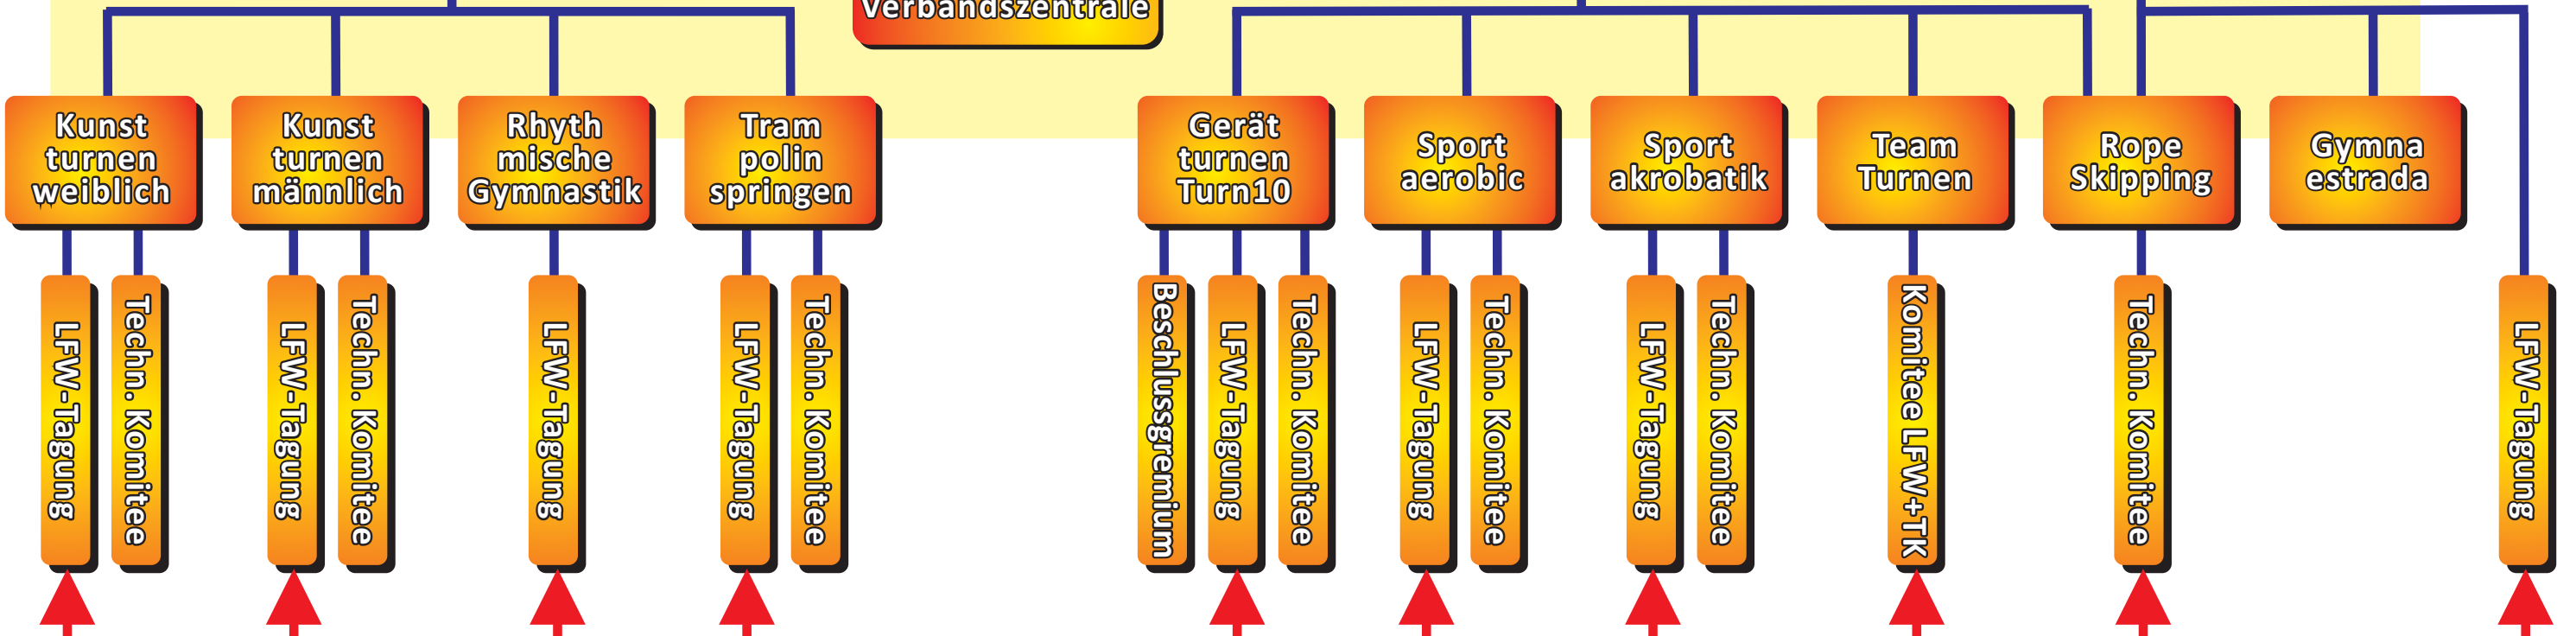 Verbandszentrale
Kunst
turnen
weiblich
Kunst
turnen
männlich
Rhyth
mische
Gymnastik
Tram
polin
springen
Gerät
turnen
Turn10
Sport
aerobic
Sport
akrobatik
Team
Turnen
Rope
Skipping
Gymna
estrada
LFW-Tagung
Techn. Komitee
LFW-Tagung
Techn. Komitee
LFW-Tagung
LFW-Tagung
Techn. Komitee
Beschlussgremium
LFW-Tagung
Techn. Komitee
LFW-Tagung
Techn. Komitee
LFW-Tagung
Techn. Komitee
Komitee LFW+TK
Techn. Komitee
LFW-Tagung